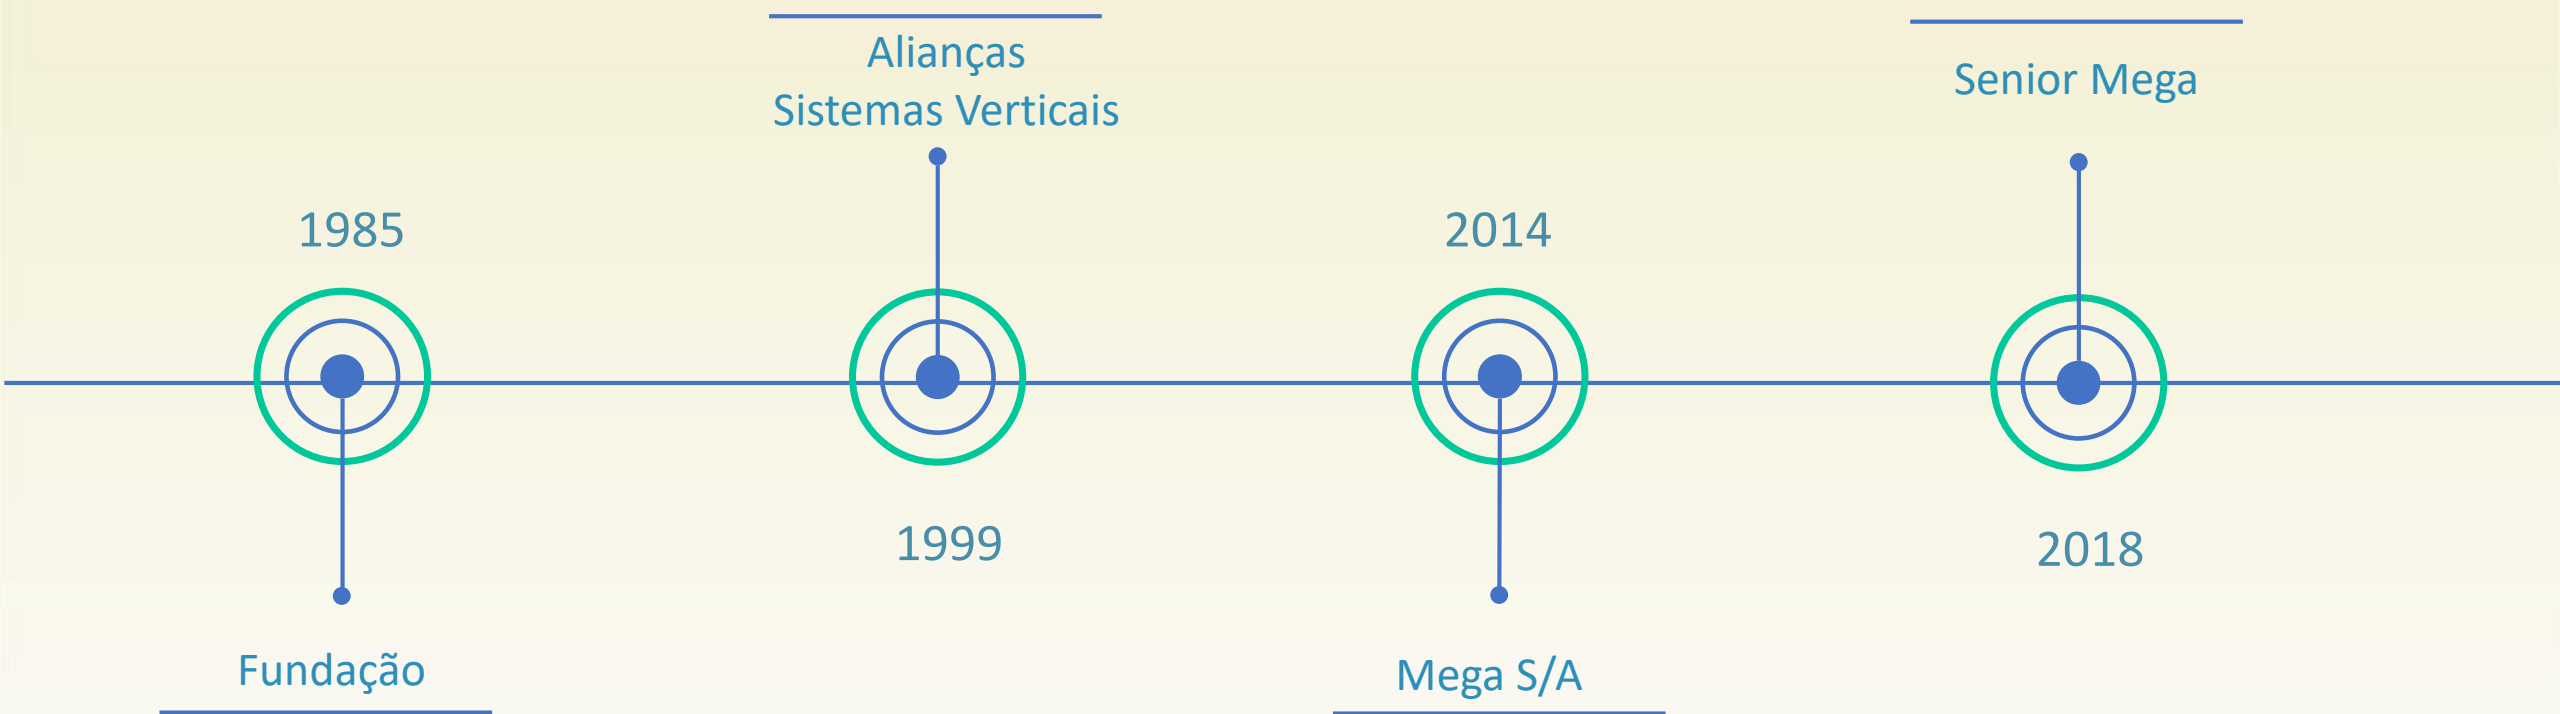 Alianças
Sistemas Verticais
Senior Mega
1985
2014
1999
2018
Fundação
Mega S/A